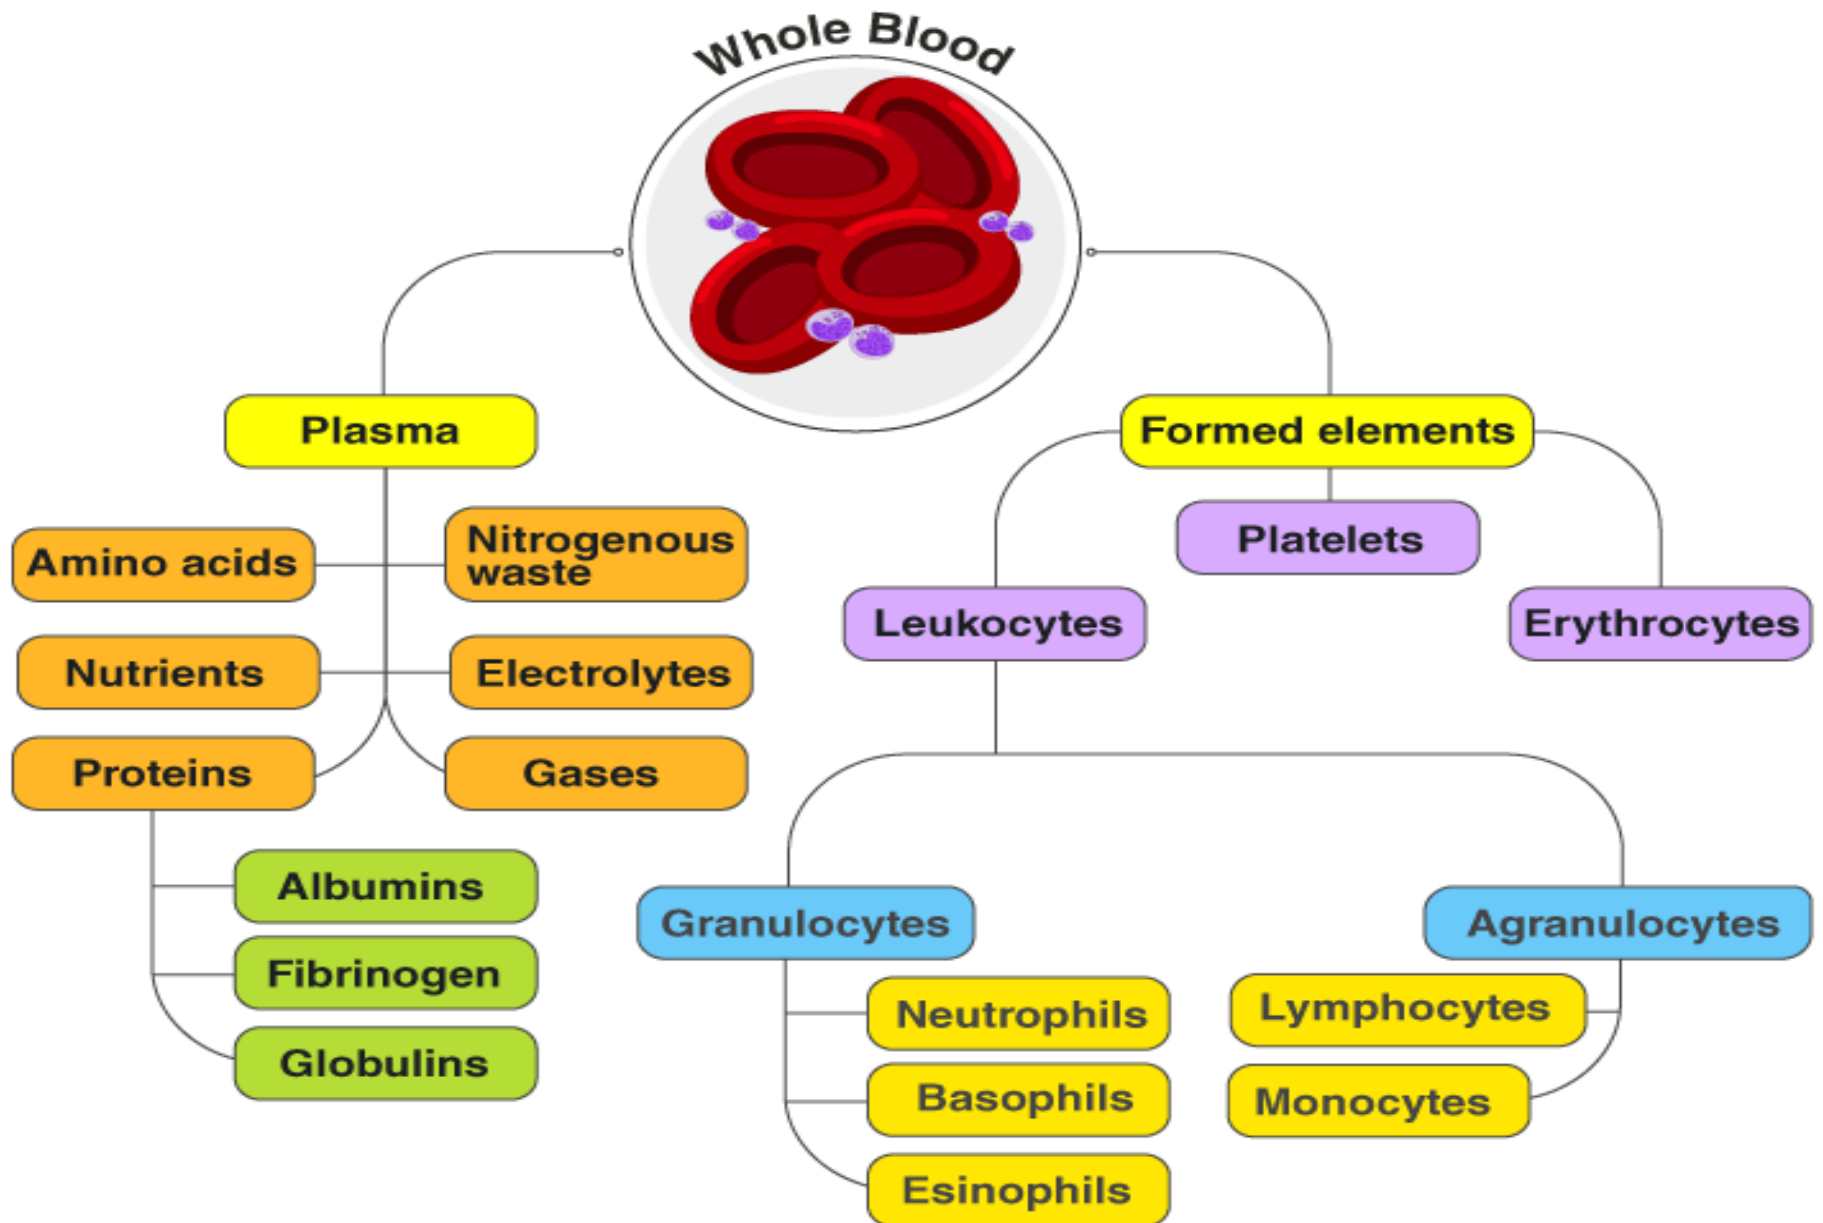 Whole Blood
Plasma
Formed elements
Amino acids
Nitrogenous
waste
Platelets
Nutrients
Electrolytes
Leukocytes
Erythrocytes
Proteins
Gases
Albumins
Fibrinogen
Globulins
Granulocytes
Agranulocytes
Neutrophils
Lymphocytes
Basophils
Monocytes
Esinophils